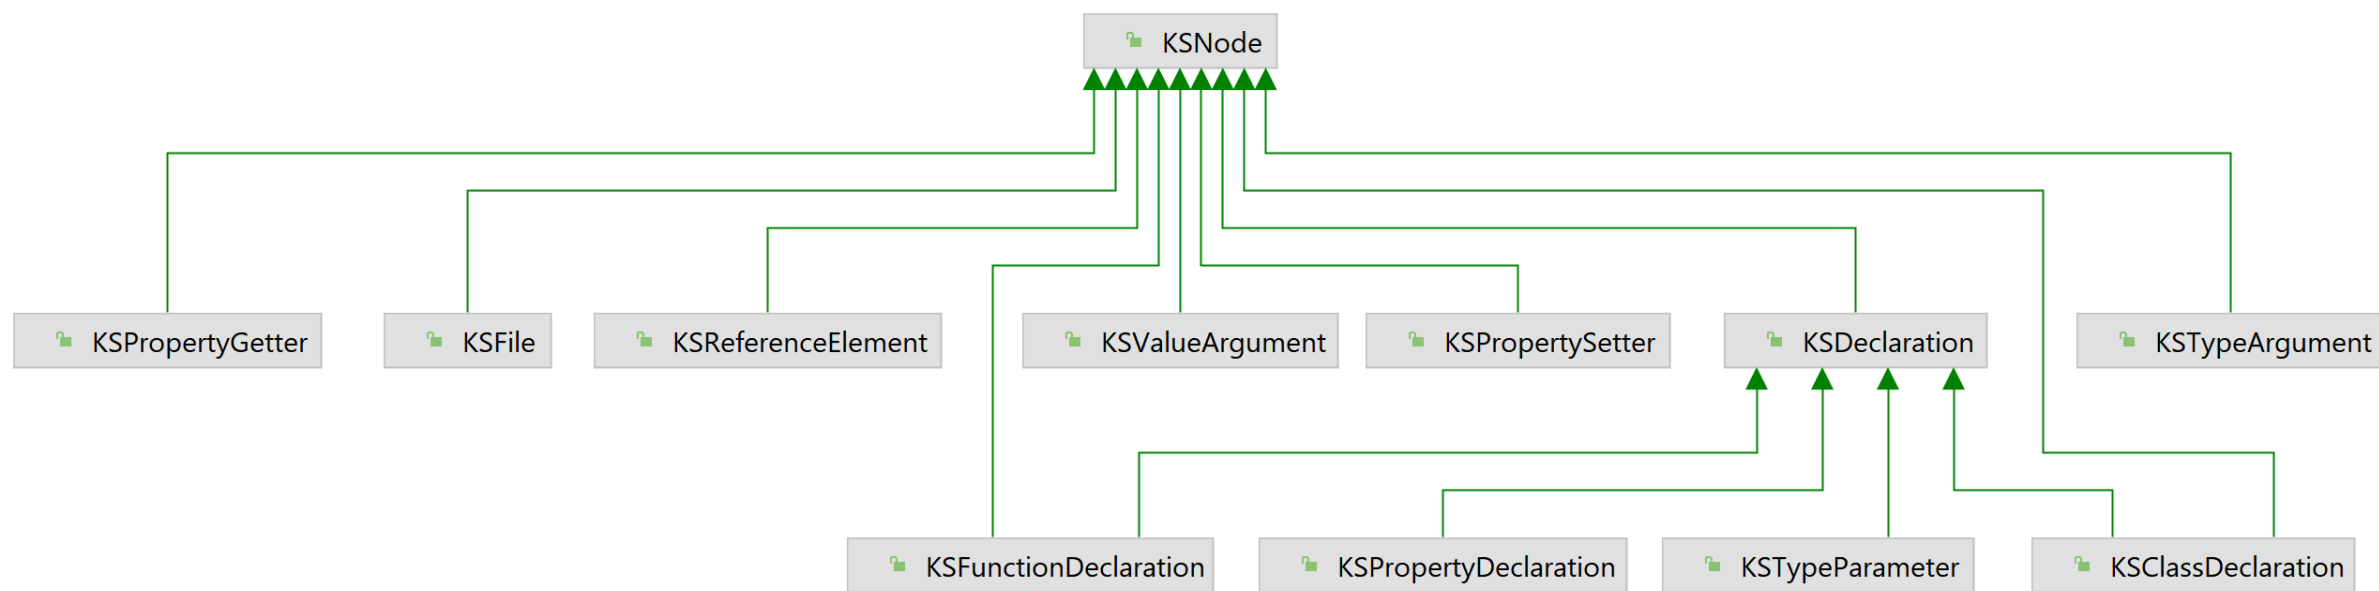 KSNode
KSPropertyGetter
KSFile
KSReferenceElement
KSValueArgument
KSPropertySetter
KSDeclaration
KSTypeArgument
KSFunctionDeclaration
KSPropertyDeclaration
KSTypeParameter
KSClassDeclaration